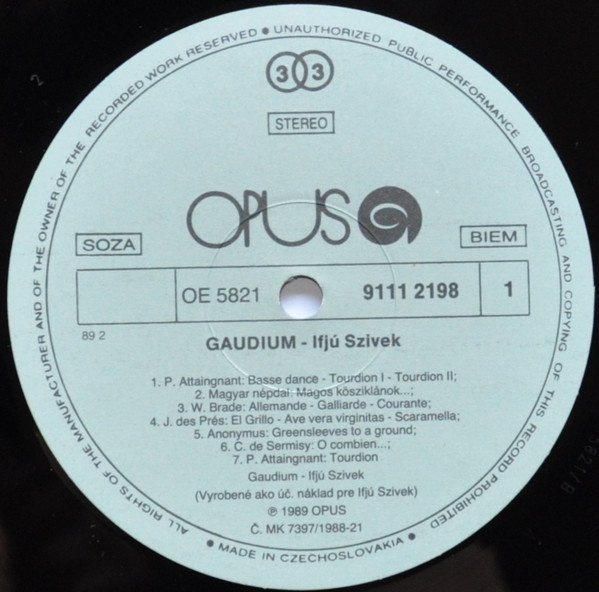 ALL RIGHTS OF THE MANUFACTURER AND OF THE OWNER OF THE RECORDED WORK RESERVED ● UNAUTHORIZED PUBLIC PERFORMANCE BROADCASTING AND COPYING OF THIS RECORD PROHIBITED
33
STEREO
OPUS
SOZA
BIEM
OE 5821
9111 2198
1
89 2
GAUDIUM - Ifjú Szivek
1. P. Attaingnant: Basse dance - Tourdion I - Tourdion II;
2. Magyar népdal: Magos kősziklának...;
3. W. Brade: Allemande - Galliarde - Courante;
4. J. des Prés: El Grillo - Ave vera virginitas - Scaramella;
5. Anonymus: Greensleeves to a ground;
6. C. de Sermisy: O combien...;
7. P. Attaingnant: Tourdion
Gaudium - Ifjú Szivek
(Vyrobené ako úč. náklad pre Ifjú Szivek)
℗ 1989 OPUS
Č. MK 7397/1988-21
● MADE IN CZECHOSLOVAKIA ●
2